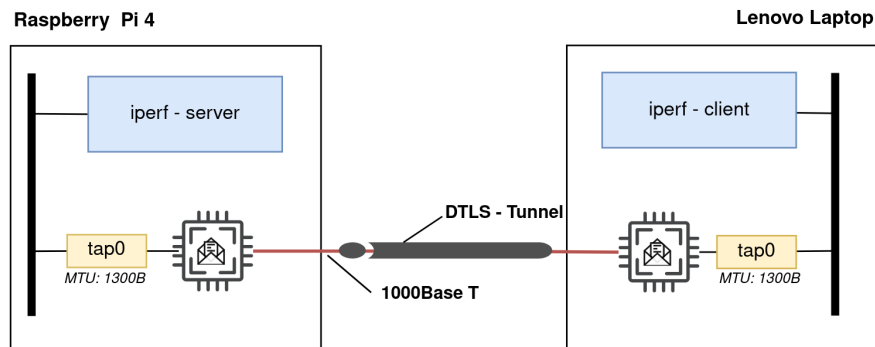 Raspberry Pi 4
Lenovo Laptop
iperf - server
iperf - client
DTLS - Tunnel
tap0
tap0
MTU: 1300B
MTU: 1300B
1000Base T